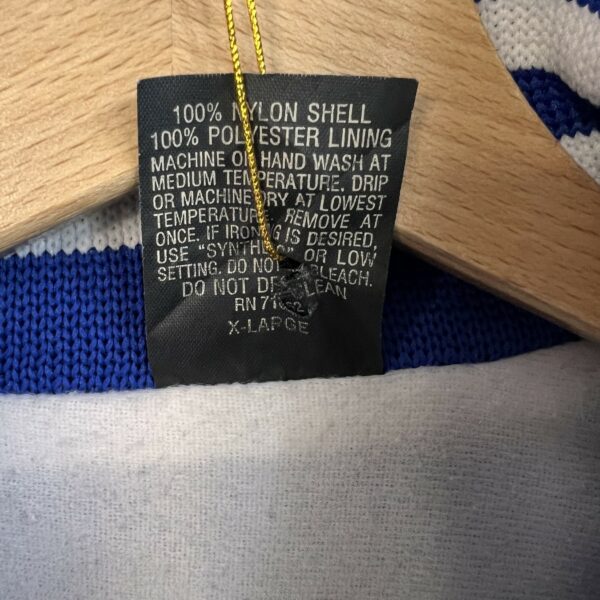 100% NYLON SHELL
100% POLYESTER LINING
MACHINE OR HAND WASH AT
MEDIUM TEMPERATURE. DRIP
OR MACHINE DRY AT LOWEST
TEMPERATURE. REMOVE AT
ONCE. IF IRONING IS DESIRED,
USE "SYNTHETIC" OR LOW
SETTING. DO NOT BLEACH.
DO NOT DRYCLEAN
RN
X-LARGE